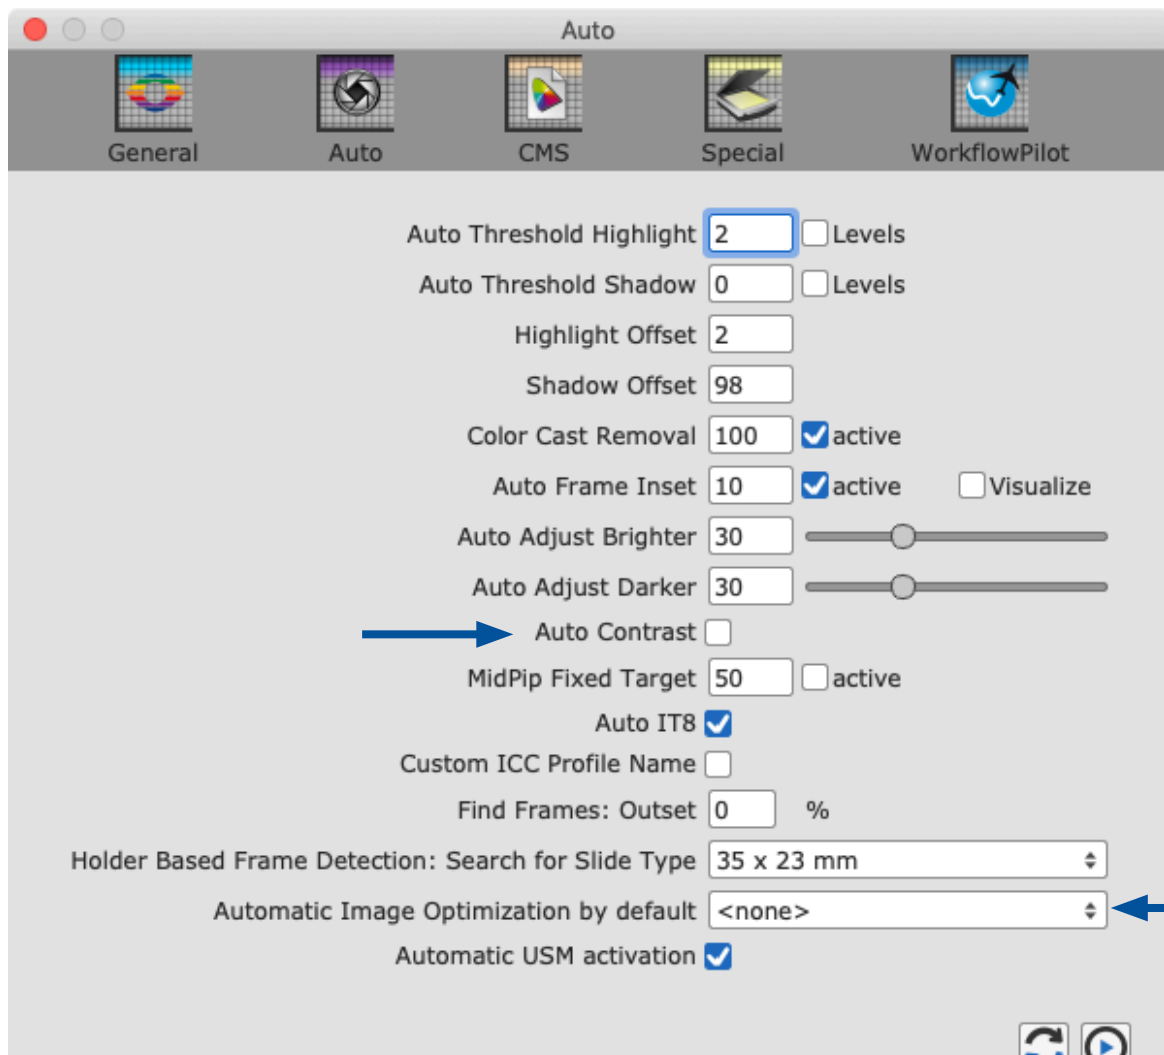 Auto
General Auto CMS Special WorkflowPilot
Auto Threshold Highlight 2 Levels
Auto Threshold Shadow 0 Levels
Highlight Offset 2
Shadow Offset 98
Color Cast Removal 100 active
Auto Frame Inset 10 active Visualize
Auto Adjust Brighter 30
Auto Adjust Darker 30
Auto Contrast
MidPip Fixed Target 50 active
Auto IT8
Custom ICC Profile Name
Find Frames: Outset 0 %
Holder Based Frame Detection: Search for Slide Type 35 x 23 mm
Automatic Image Optimization by default <none>
Automatic USM activation